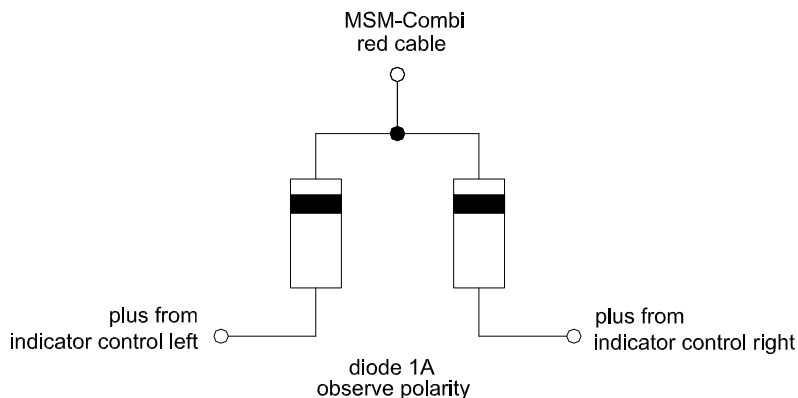 MSM-Combi
red cable
plus from
indicator control left
plus from
indicator control right
diode 1A
observe polarity